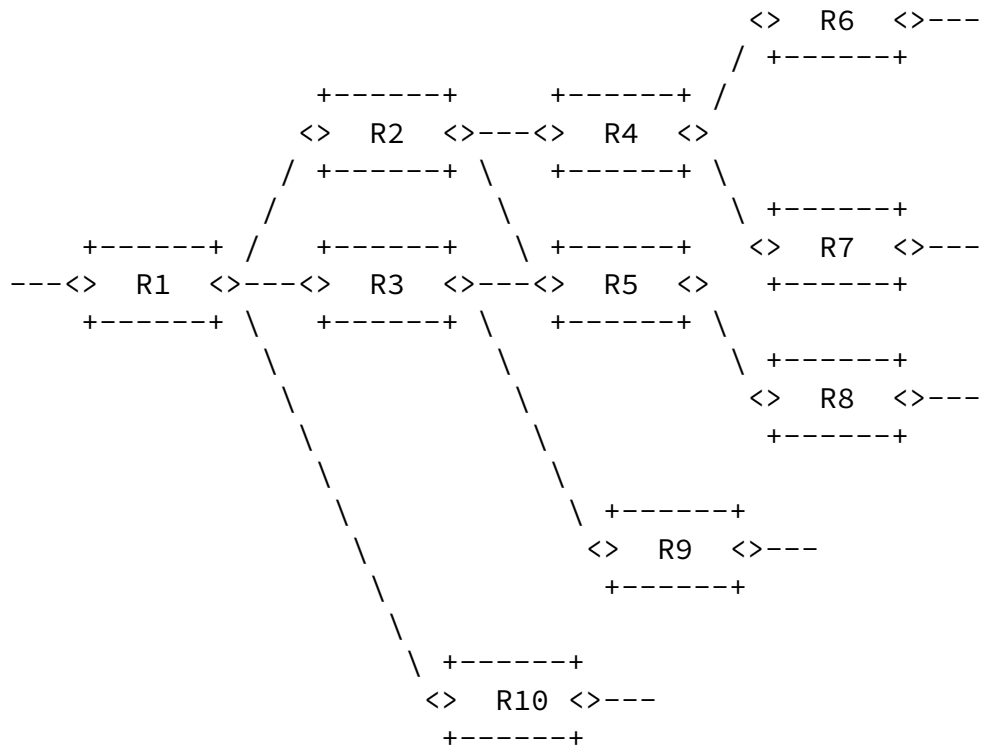 <>  R6  <>---
/ +------+
+------+     +------+ /
<>  R2  <>---<>  R4  <>
/ +------+ \   +------+ \
/           \            \ +------+
+------+ /   +------+   \ +------+   <>  R7  <>---
---<>  R1  <>---<>  R3  <>---<>  R5  <>   +------+
+------+ \   +------+ \   +------+ \
\            \            \ +------+
\            \            <>  R8  <>---
\            \             +------+
\            \
\            \ +------+
\            <>  R9  <>---
\             +------+
\
\ +------+
<>  R10 <>---
+------+